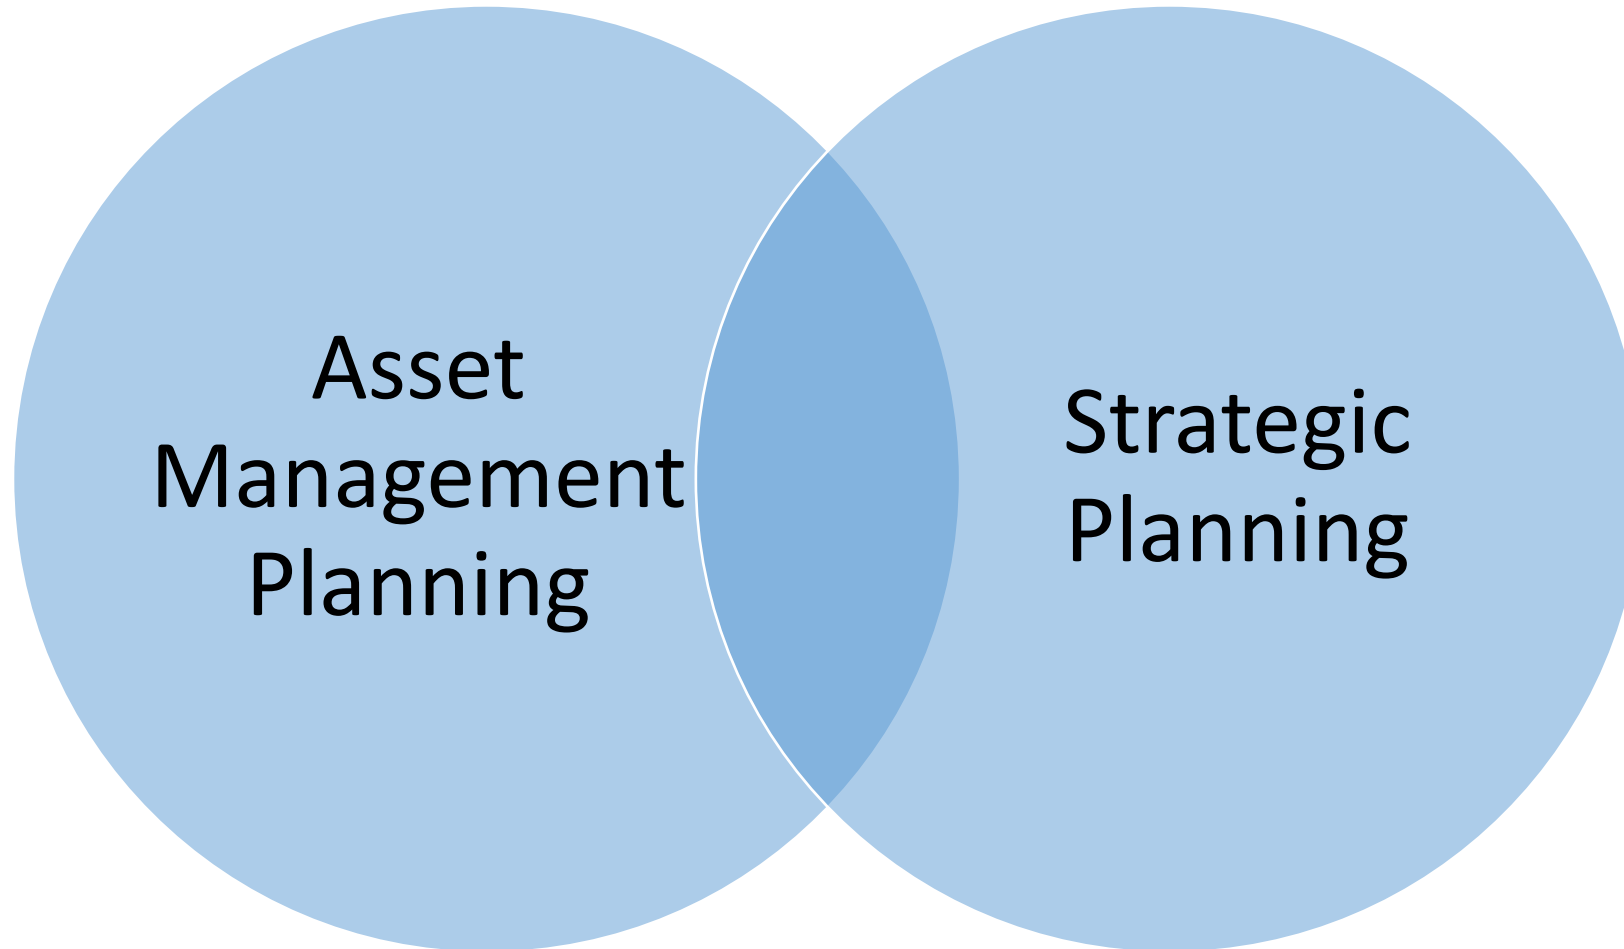 Asset
Management
Planning
Strategic
Planning